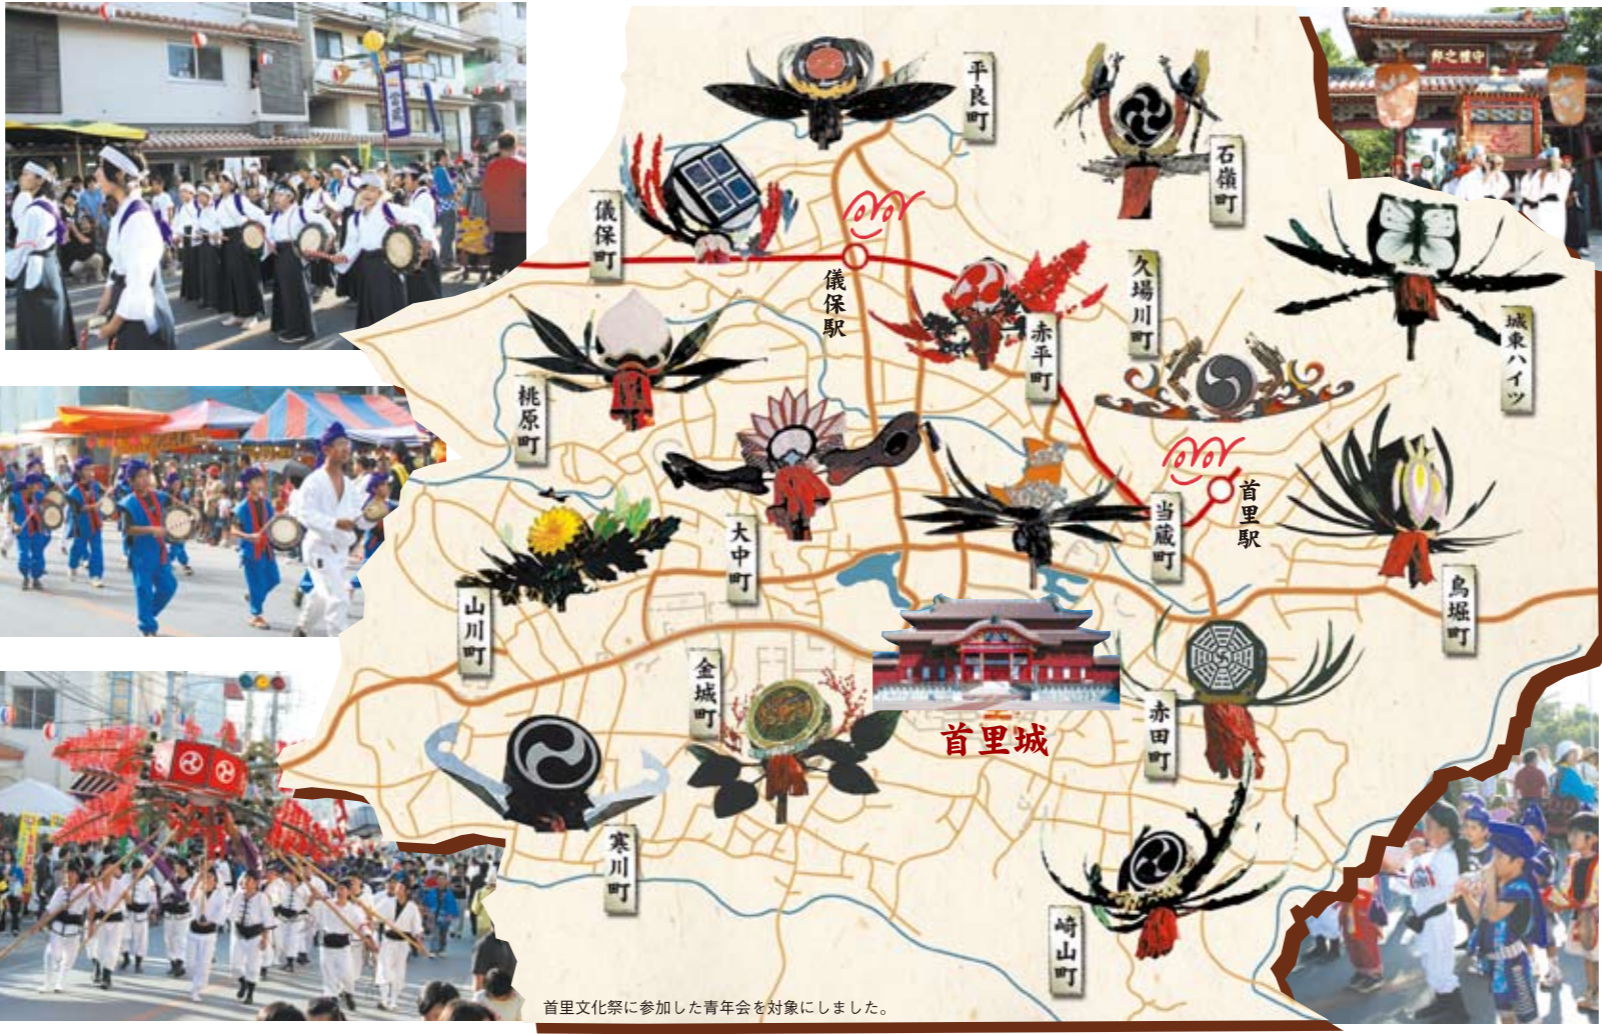 守禮之邦
平良町
石嶺町
儀保町
儀保駅
久場川町
城東ハイツ
赤平町
桃原町
首里駅
当蔵町
大中町
鳥堀町
山川町
金城町
首里城
赤田町
寒川町
崎山町
首里文化祭に参加した青年会を対象にしました。